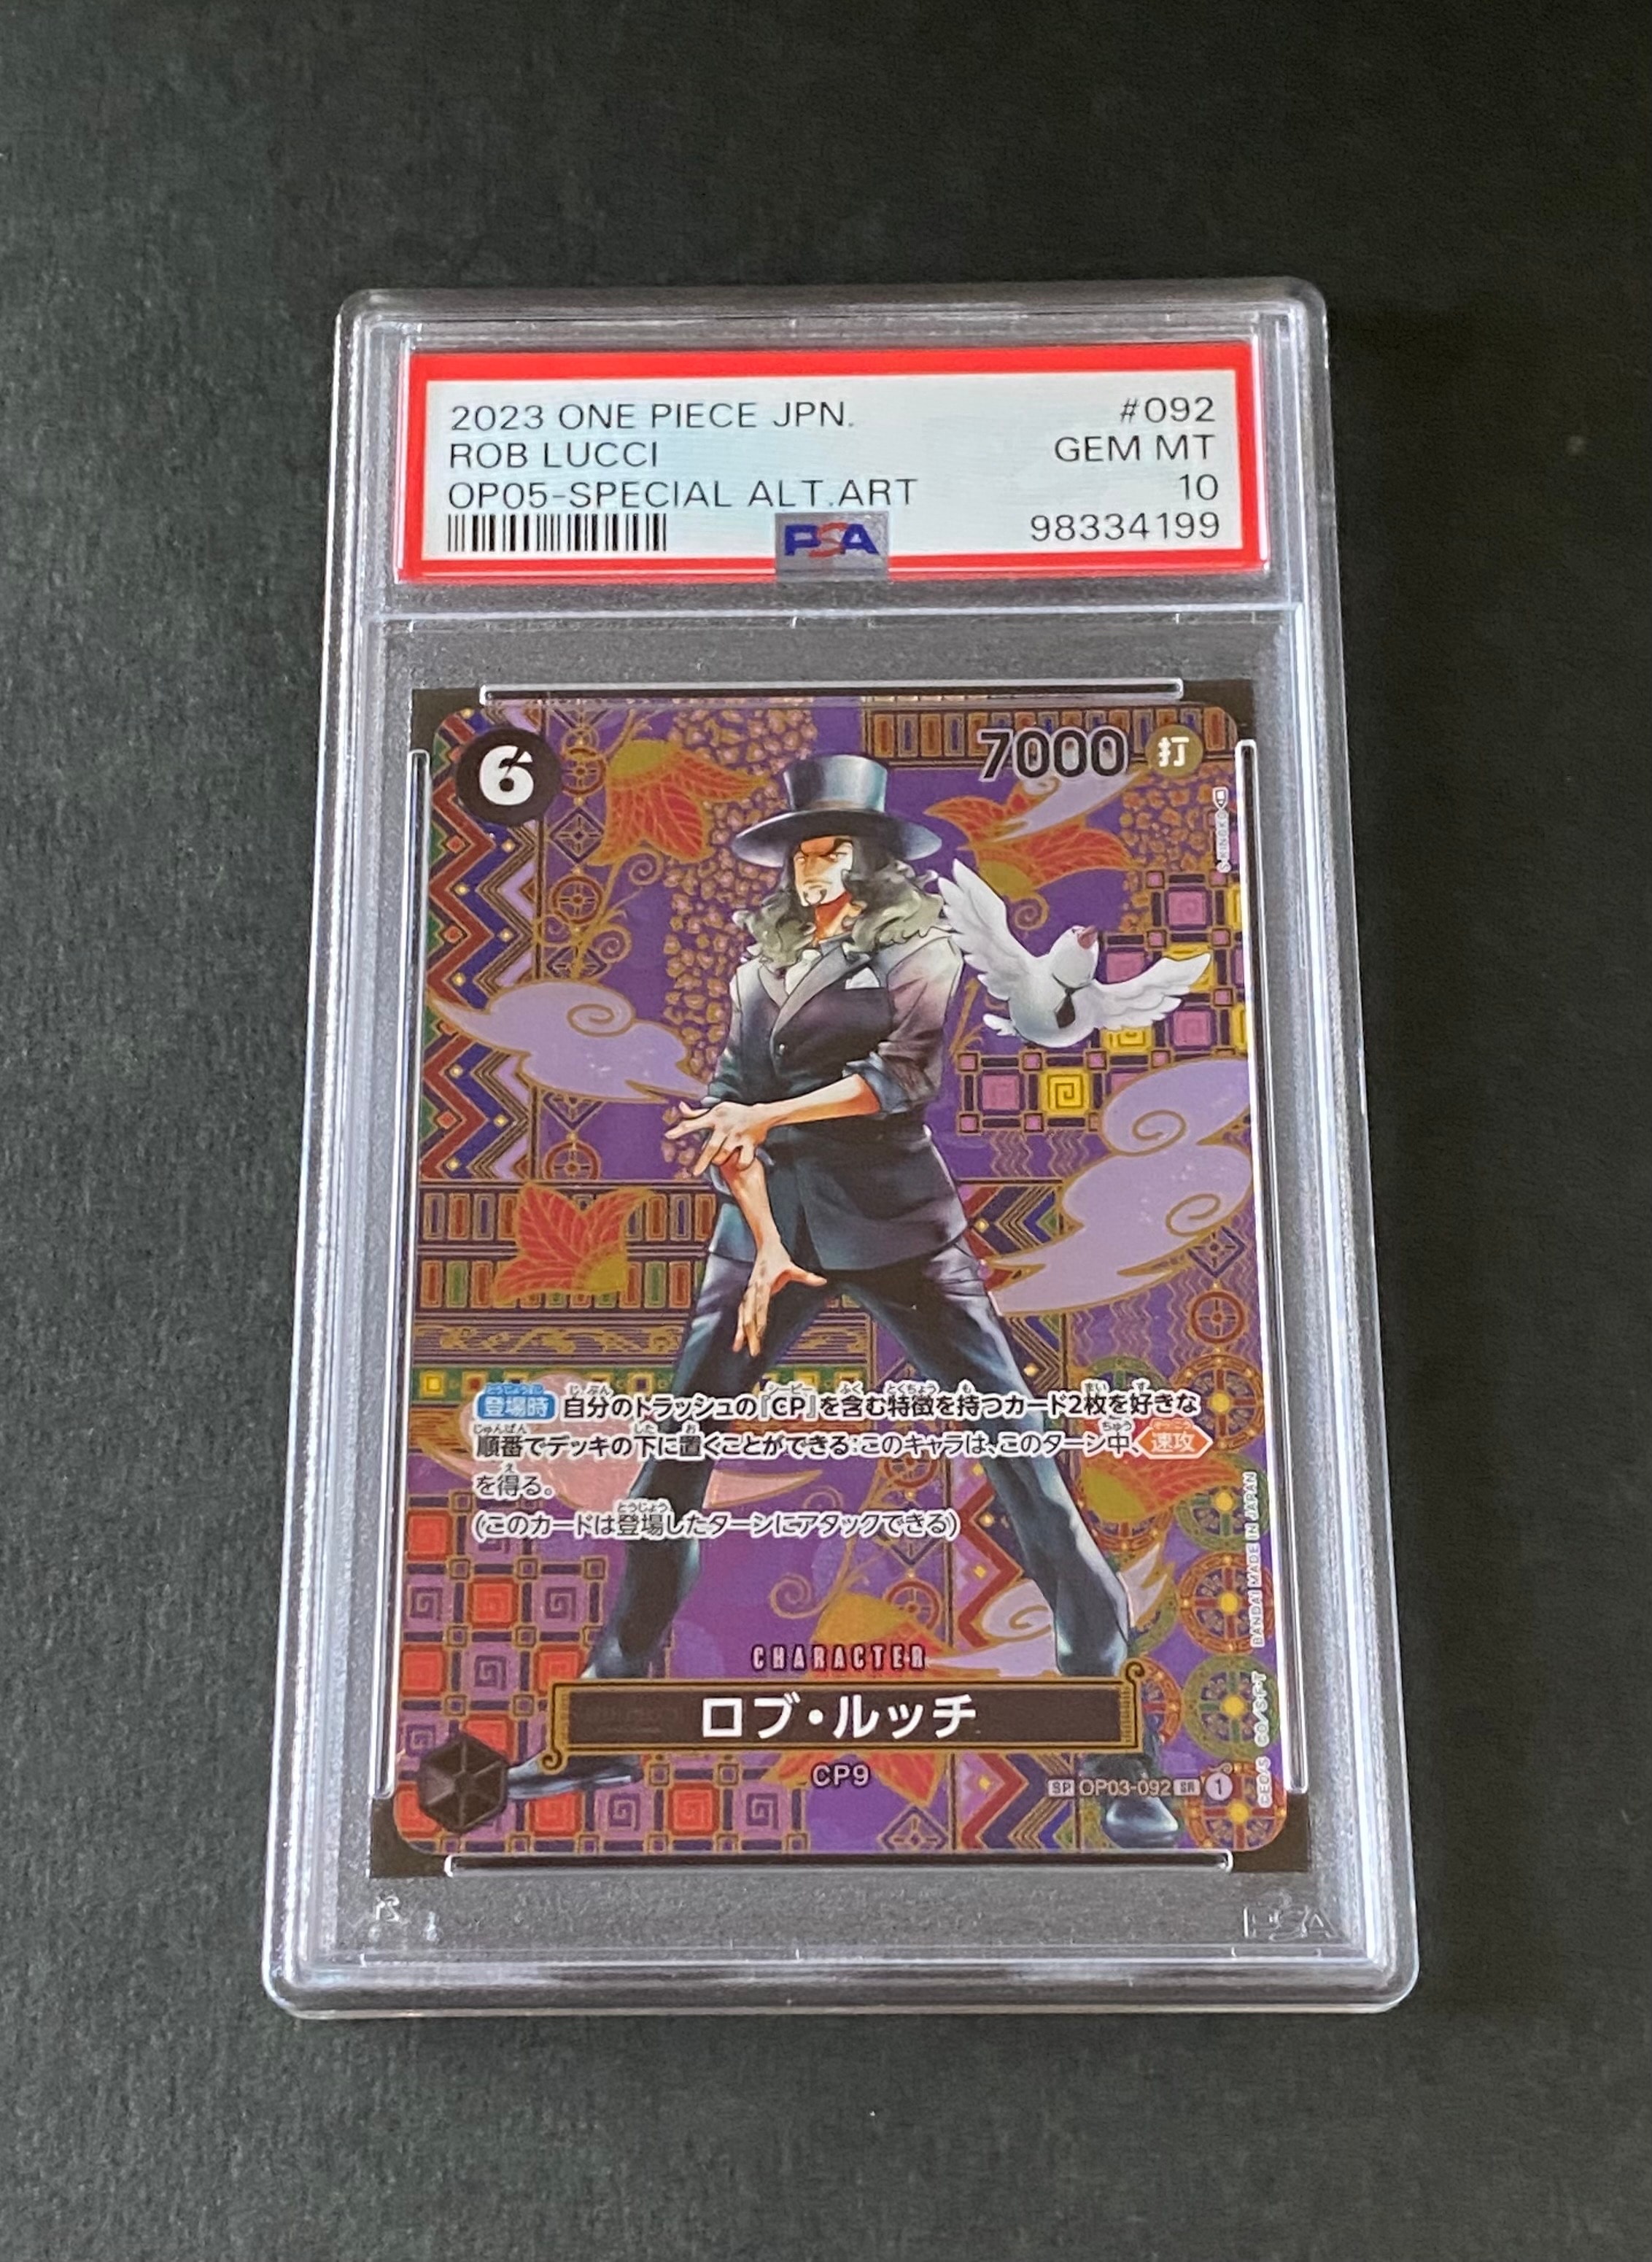 2023 ONE PIECE JPN. #092
ROB LUCCI GEM MT
OP05-SPECIAL ALT.ART 10
98334199
PSA
6
7000 打
登場時 自分のトラッシュの『CP』を含む特徴を持つカード2枚を好きな
順番でデッキの下に置くことができる:このキャラは、このターン中、速攻
を得る。
(このカードは登場したターンにアタックできる)
BANDAI MADE IN JAPAN
CHARACTER
ロブ・ルッチ
CP9
SP OP03-092 SR 1
PSA